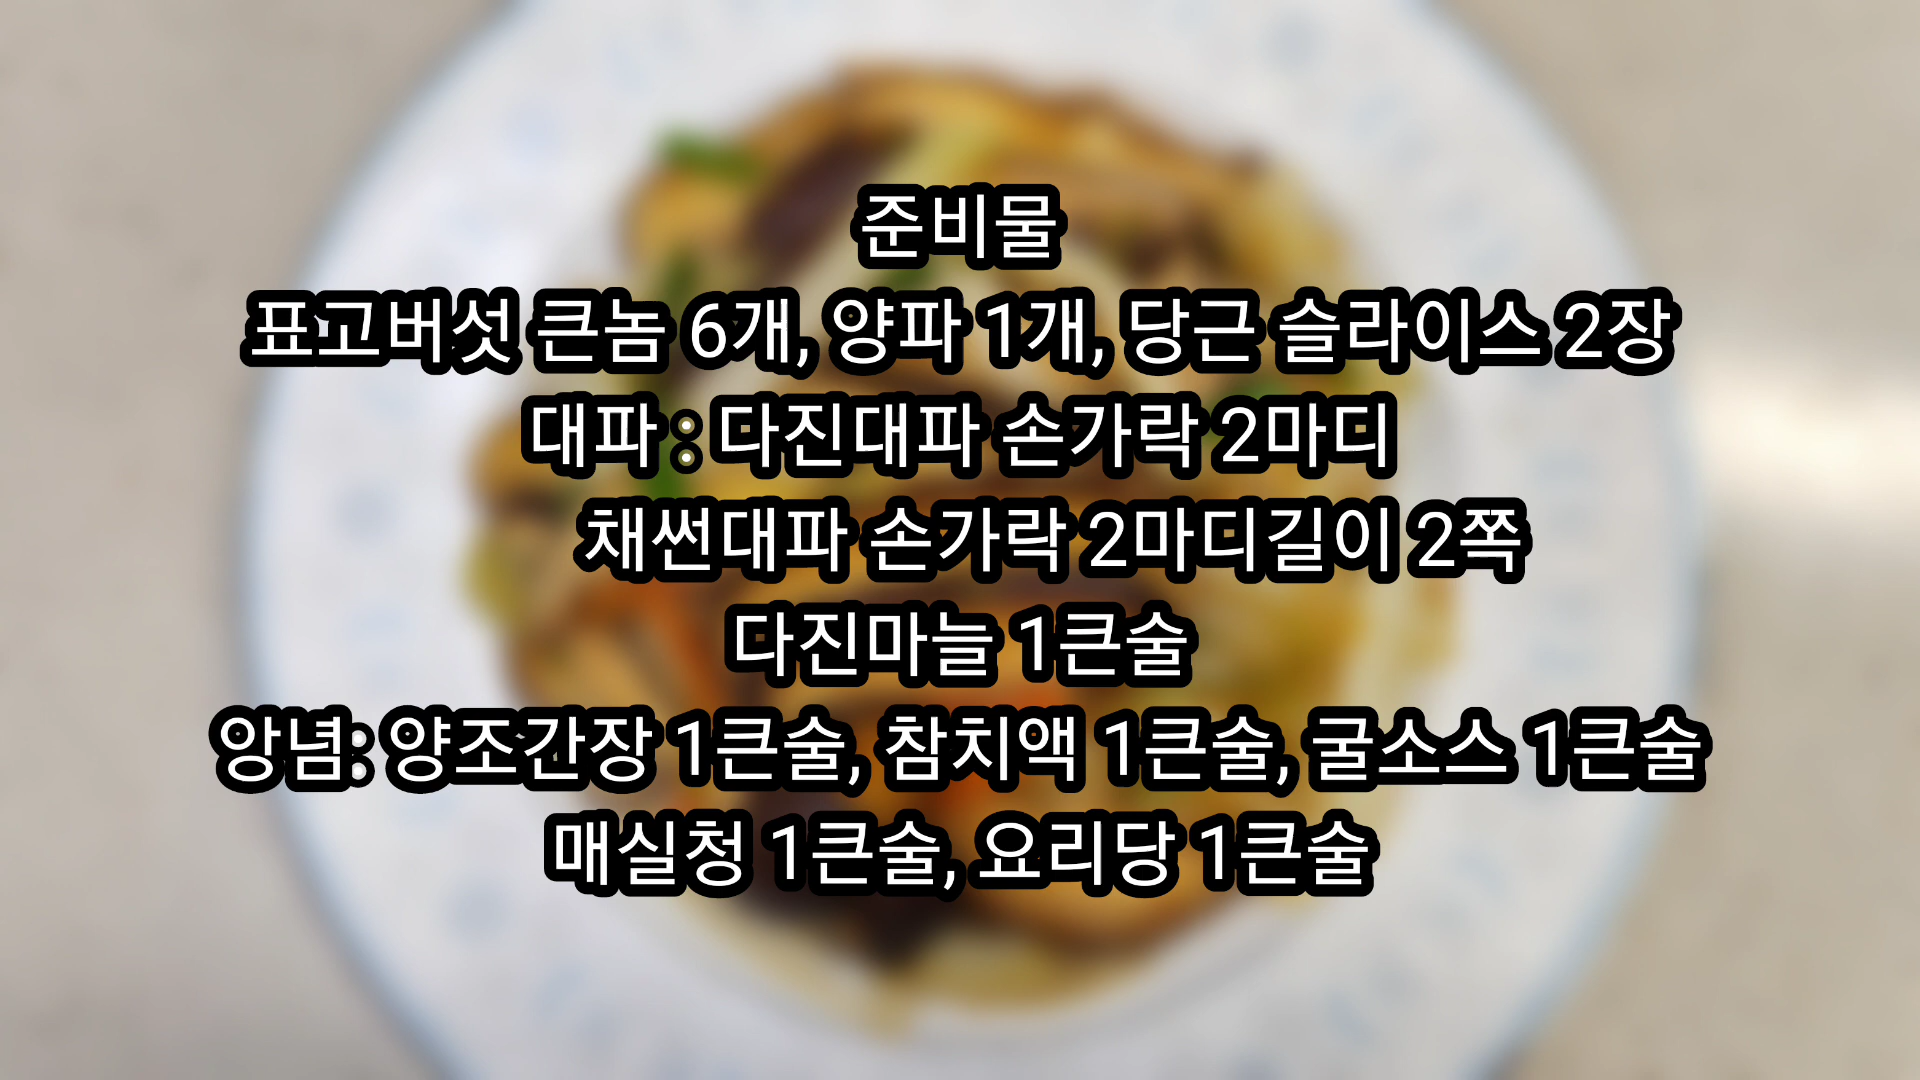 준비물
표고버섯 큰놈 6개, 양파 1개, 당근 슬라이스 2장
대파 : 다진대파 손가락 2마디
채썬대파 손가락 2마디길이 2쪽
다진마늘 1큰술
앙념: 양조간장 1큰술, 참치액 1큰술, 굴소스 1큰술
매실청 1큰술, 요리당 1큰술